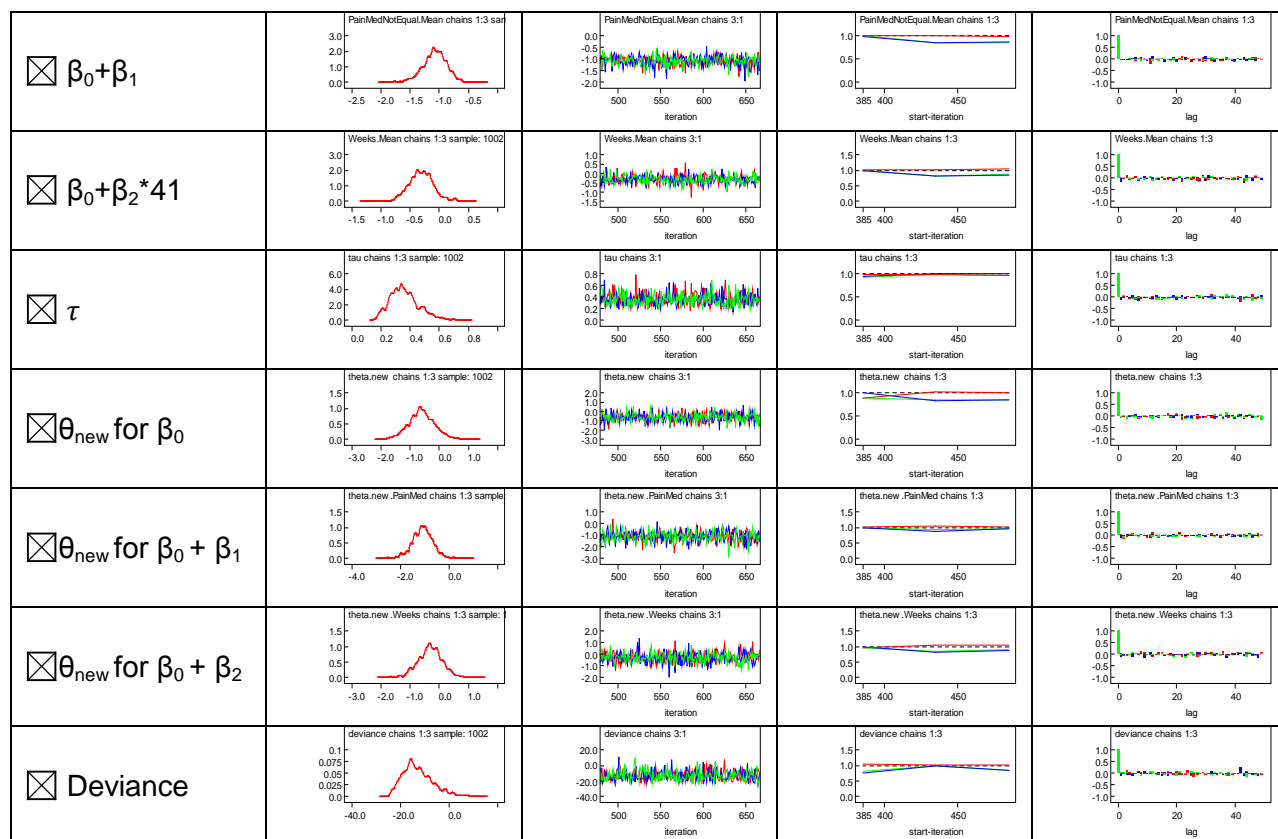 β0+β1
PainMedNotEqual.Mean chains 1:3 sam
3.0
2.0
1.0
0.0
-2.5 -2.0 -1.5 -1.0 -0.5
PainMedNotEqual.Mean chains 3:1
0.0
-0.5
-1.0
-1.5
-2.0
500 550 600 650
iteration
PainMedNotEqual.Mean chains 1:3
1.0
0.5
0.0
385 400 450
start-iteration
PainMedNotEqual.Mean chains 1:3
1.0
0.5
0.0
-0.5
-1.0
0 20 40
lag
β0+β2*41
Weeks.Mean chains 1:3 sample: 1002
3.0
2.0
1.0
0.0
-1.5 -1.0 -0.5 0.0 0.5
Weeks.Mean chains 3:1
1.0
0.5
0.0
-0.5
-1.5
500 550 600 650
iteration
Weeks.Mean chains 1:3
1.5
1.0
0.5
0.0
385 400 450
start-iteration
Weeks.Mean chains 1:3
1.0
0.5
0.0
-0.5
-1.0
0 20 40
lag
τ
tau chains 1:3 sample: 1002
6.0
4.0
2.0
0.0
0.0 0.2 0.4 0.6 0.8
tau chains 3:1
0.8
0.6
0.4
0.2
0.0
500 550 600 650
iteration
tau chains 1:3
1.0
0.5
0.0
385 400 450
start-iteration
tau chains 1:3
1.0
0.5
0.0
-0.5
-1.0
0 20 40
lag
θnew for β0
theta.new chains 1:3 sample: 1002
1.5
1.0
0.5
0.0
-3.0 -2.0 -1.0 0.0 1.0
theta.new chains 3:1
2.0
1.0
0.0
-1.0
-2.0
-3.0
500 550 600 650
iteration
theta.new chains 1:3
1.0
0.5
0.0
385 400 450
start-iteration
theta.new chains 1:3
1.0
0.5
0.0
-0.5
-1.0
0 20 40
lag
θnew for β0 + β1
theta.new .PainMed chains 1:3 sample:
1.5
1.0
0.5
0.0
-4.0 -2.0 0.0
theta.new .PainMed chains 3:1
1.0
0.0
-1.0
-2.0
-3.0
500 550 600 650
iteration
theta.new .PainMed chains 1:3
1.5
1.0
0.5
0.0
385 400 450
start-iteration
theta.new .PainMed chains 1:3
1.0
0.5
0.0
-0.5
-1.0
0 20 40
lag
θnew for β0 + β2
theta.new .Weeks chains 1:3 sample: 1
1.5
1.0
0.5
0.0
-3.0 -2.0 -1.0 0.0 1.0
theta.new .Weeks chains 3:1
2.0
1.0
0.0
-1.0
-2.0
500 550 600 650
iteration
theta.new .Weeks chains 1:3
1.5
1.0
0.5
0.0
385 400 450
start-iteration
theta.new .Weeks chains 1:3
1.0
0.5
0.0
-0.5
-1.0
0 20 40
lag
Deviance
deviance chains 1:3 sample: 1002
0.1
0.075
0.05
0.025
0.0
-40.0 -20.0 0.0
deviance chains 3:1
20.0
0.0
-20.0
-40.0
500 550 600 650
iteration
deviance chains 1:3
1.5
1.0
0.5
0.0
385 400 450
start-iteration
deviance chains 1:3
1.0
0.5
0.0
-0.5
-1.0
0 20 40
lag